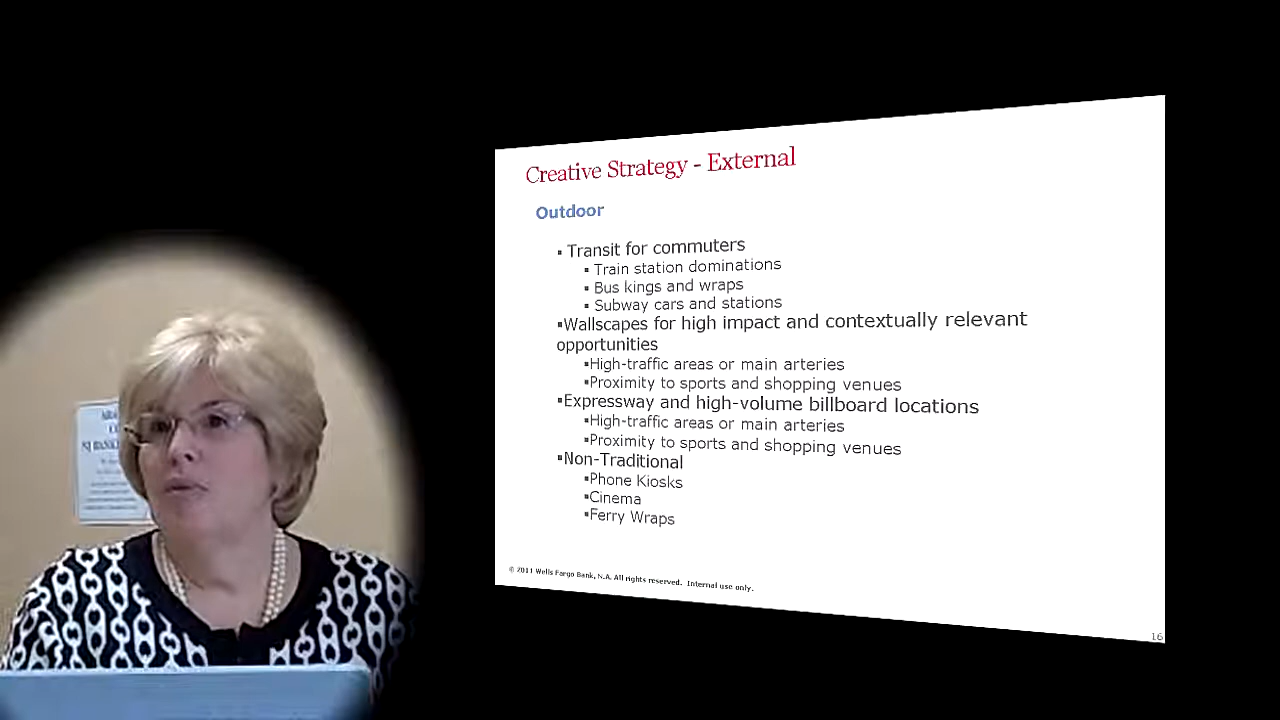 Creative Strategy - External
Outdoor
▪ Transit for commuters
▪ Train station dominations
▪ Bus kings and wraps
▪ Subway cars and stations
▪Wallscapes for high impact and contextually relevant
opportunities
▪High-traffic areas or main arteries
▪Proximity to sports and shopping venues
▪Expressway and high-volume billboard locations
▪High-traffic areas or main arteries
▪Proximity to sports and shopping venues
▪Non-Traditional
▪Phone Kiosks
▪Cinema
▪Ferry Wraps
© 2011 Wells Fargo Bank, N.A. All rights reserved. Internal use only.
16